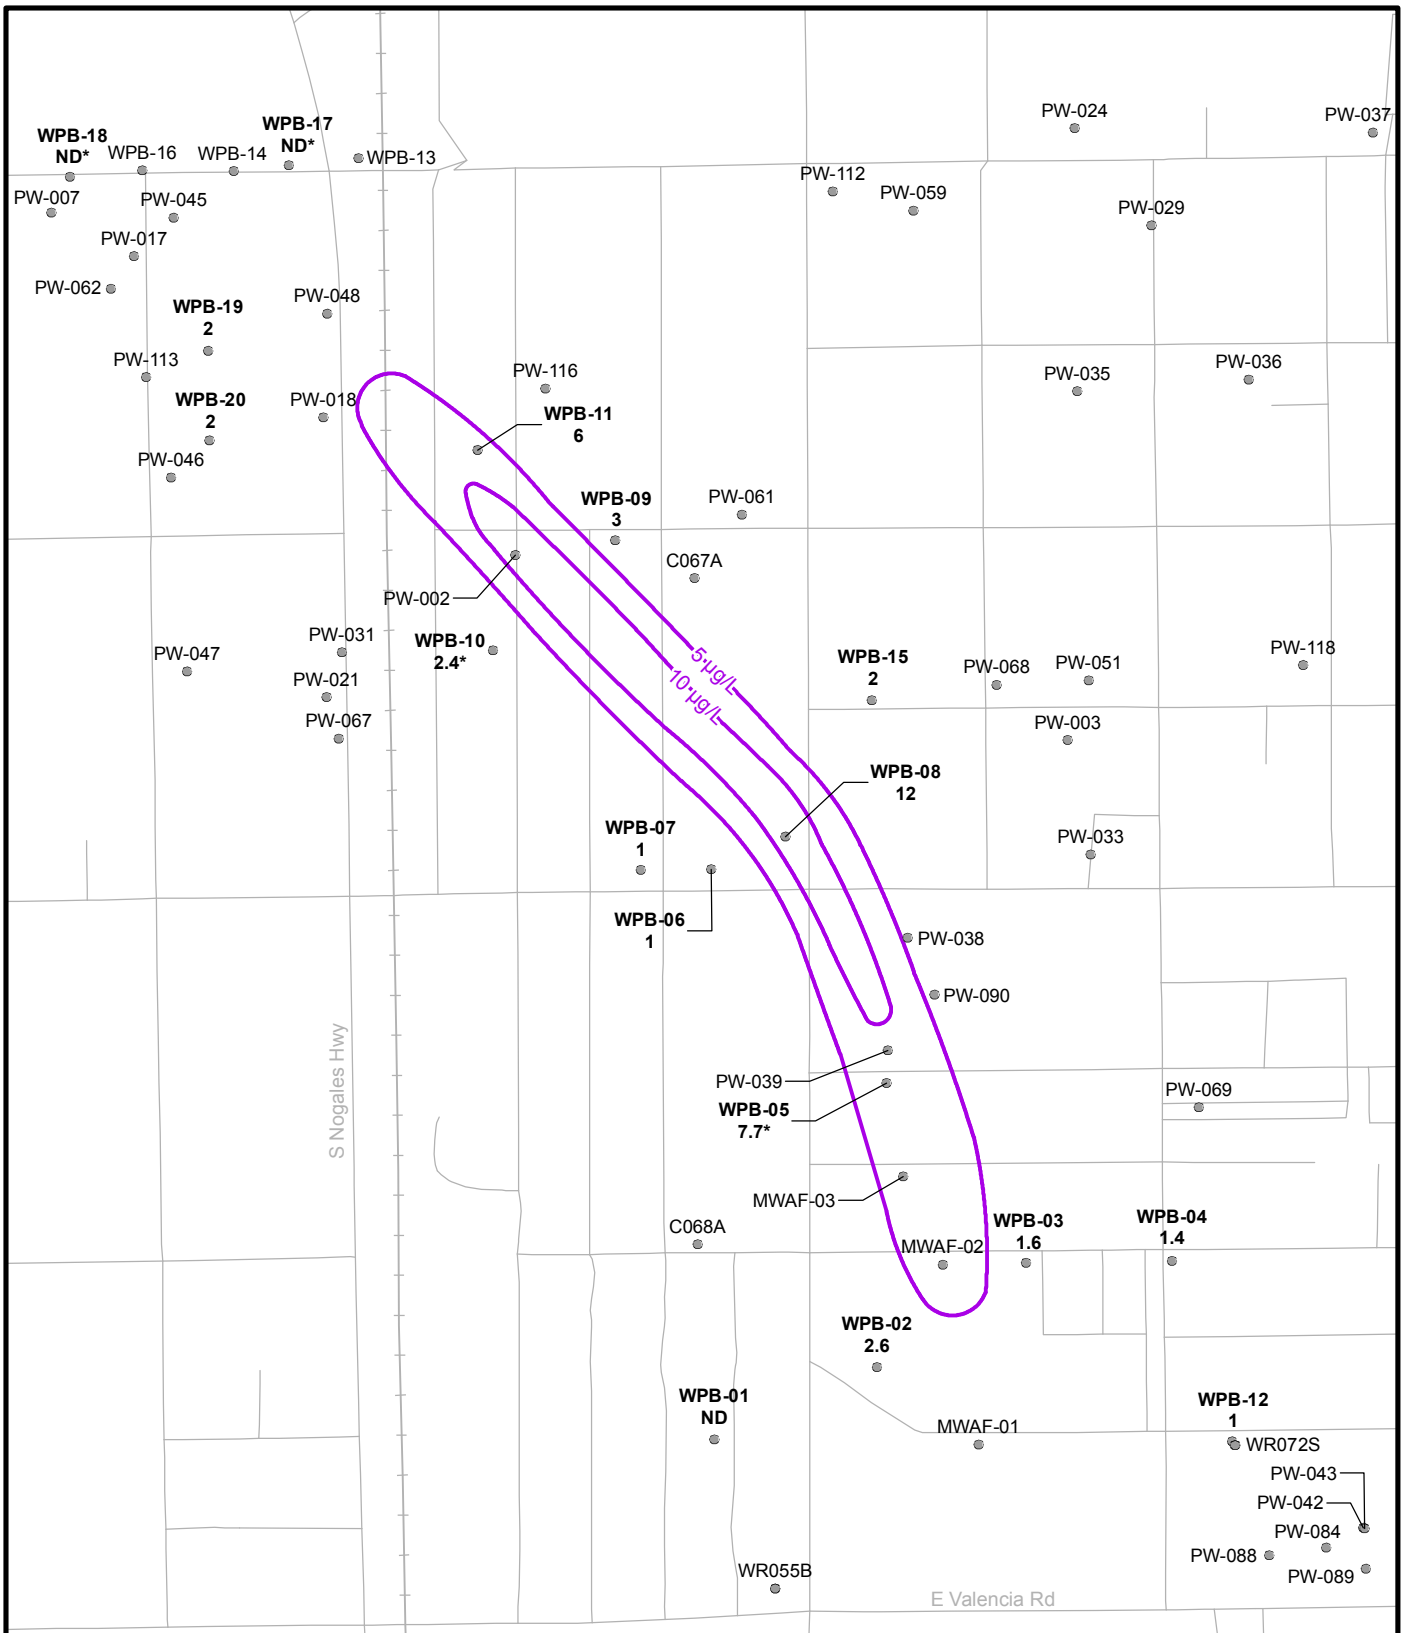 PW-024
PW-037
WPB-17
ND*
WPB-18
ND*
WPB-16
WPB-14
WPB-13
PW-112
PW-059
PW-007
PW-045
PW-029
PW-017
PW-062
PW-048
WPB-19
2
PW-113
PW-116
PW-035
PW-036
WPB-20
2
PW-018
WPB-11
6
PW-046
WPB-09
3
PW-061
C067A
PW-002
PW-031
WPB-10
2.4*
PW-047
PW-021
PW-067
5 µg/L
10 µg/L
WPB-15
2
PW-068
PW-051
PW-118
PW-003
WPB-08
12
WPB-07
1
PW-033
WPB-06
1
PW-038
PW-090
S Nogales Hwy
PW-039
WPB-05
7.7*
PW-069
MWAF-03
C068A
MWAF-02
WPB-03
1.6
WPB-04
1.4
WPB-02
2.6
WPB-01
ND
MWAF-01
WPB-12
1
WR072S
PW-043
PW-042
PW-084
PW-088
PW-089
WR055B
E Valencia Rd